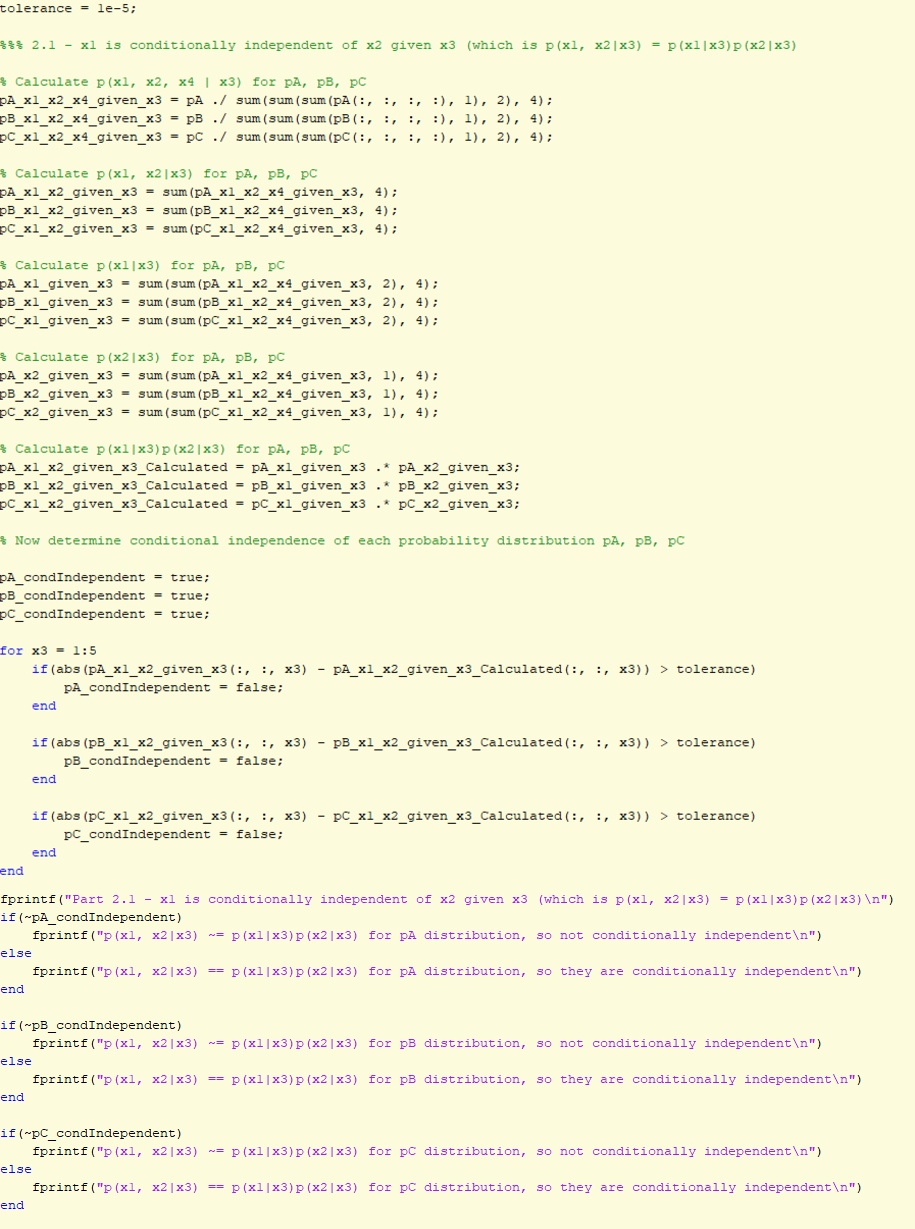 tolerance = 1e-5;
%%% 2.1 - x1 is conditionally independent of x2 given x3 (which is p(x1, x2|x3) = p(x1|x3)p(x2|x3)
% Calculate p(x1, x2, x4 | x3) for pA, pB, pC
pA_x1_x2_x4_given_x3 = pA ./ sum(sum(sum(pA(:, :, :, :), 1), 2), 4);
pB_x1_x2_x4_given_x3 = pB ./ sum(sum(sum(pB(:, :, :, :), 1), 2), 4);
pC_x1_x2_x4_given_x3 = pC ./ sum(sum(sum(pC(:, :, :, :), 1), 2), 4);
% Calculate p(x1, x2|x3) for pA, pB, pC
pA_x1_x2_given_x3 = sum(pA_x1_x2_x4_given_x3, 4);
pB_x1_x2_given_x3 = sum(pB_x1_x2_x4_given_x3, 4);
pC_x1_x2_given_x3 = sum(pC_x1_x2_x4_given_x3, 4);
% Calculate p(x1|x3) for pA, pB, pC
pA_x1_given_x3 = sum(sum(pA_x1_x2_x4_given_x3, 2), 4);
pB_x1_given_x3 = sum(sum(pB_x1_x2_x4_given_x3, 2), 4);
pC_x1_given_x3 = sum(sum(pC_x1_x2_x4_given_x3, 2), 4);
% Calculate p(x2|x3) for pA, pB, pC
pA_x2_given_x3 = sum(sum(pA_x1_x2_x4_given_x3, 1), 4);
pB_x2_given_x3 = sum(sum(pB_x1_x2_x4_given_x3, 1), 4);
pC_x2_given_x3 = sum(sum(pC_x1_x2_x4_given_x3, 1), 4);
% Calculate p(x1|x3)p(x2|x3) for pA, pB, pC
pA_x1_x2_given_x3_Calculated = pA_x1_given_x3 .* pA_x2_given_x3;
pB_x1_x2_given_x3_Calculated = pB_x1_given_x3 .* pB_x2_given_x3;
pC_x1_x2_given_x3_Calculated = pC_x1_given_x3 .* pC_x2_given_x3;
% Now determine conditional independence of each probability distribution pA, pB, pC
pA_condIndependent = true;
pB_condIndependent = true;
pC_condIndependent = true;
for x3 = 1:5
    if(abs(pA_x1_x2_given_x3(:, :, x3) - pA_x1_x2_given_x3_Calculated(:, :, x3)) > tolerance)
        pA_condIndependent = false;
    end
    if(abs(pB_x1_x2_given_x3(:, :, x3) - pB_x1_x2_given_x3_Calculated(:, :, x3)) > tolerance)
        pB_condIndependent = false;
    end
    if(abs(pC_x1_x2_given_x3(:, :, x3) - pC_x1_x2_given_x3_Calculated(:, :, x3)) > tolerance)
        pC_condIndependent = false;
    end
end
fprintf("Part 2.1 - x1 is conditionally independent of x2 given x3 (which is p(x1, x2|x3) = p(x1|x3)p(x2|x3)\n")
if(~pA_condIndependent)
    fprintf("p(x1, x2|x3) ~= p(x1|x3)p(x2|x3) for pA distribution, so not conditionally independent\n")
else
    fprintf("p(x1, x2|x3) == p(x1|x3)p(x2|x3) for pA distribution, so they are conditionally independent\n")
end
if(~pB_condIndependent)
    fprintf("p(x1, x2|x3) ~= p(x1|x3)p(x2|x3) for pB distribution, so not conditionally independent\n")
else
    fprintf("p(x1, x2|x3) == p(x1|x3)p(x2|x3) for pB distribution, so they are conditionally independent\n")
end
if(~pC_condIndependent)
    fprintf("p(x1, x2|x3) ~= p(x1|x3)p(x2|x3) for pC distribution, so not conditionally independent\n")
else
    fprintf("p(x1, x2|x3) == p(x1|x3)p(x2|x3) for pC distribution, so they are conditionally independent\n")
end